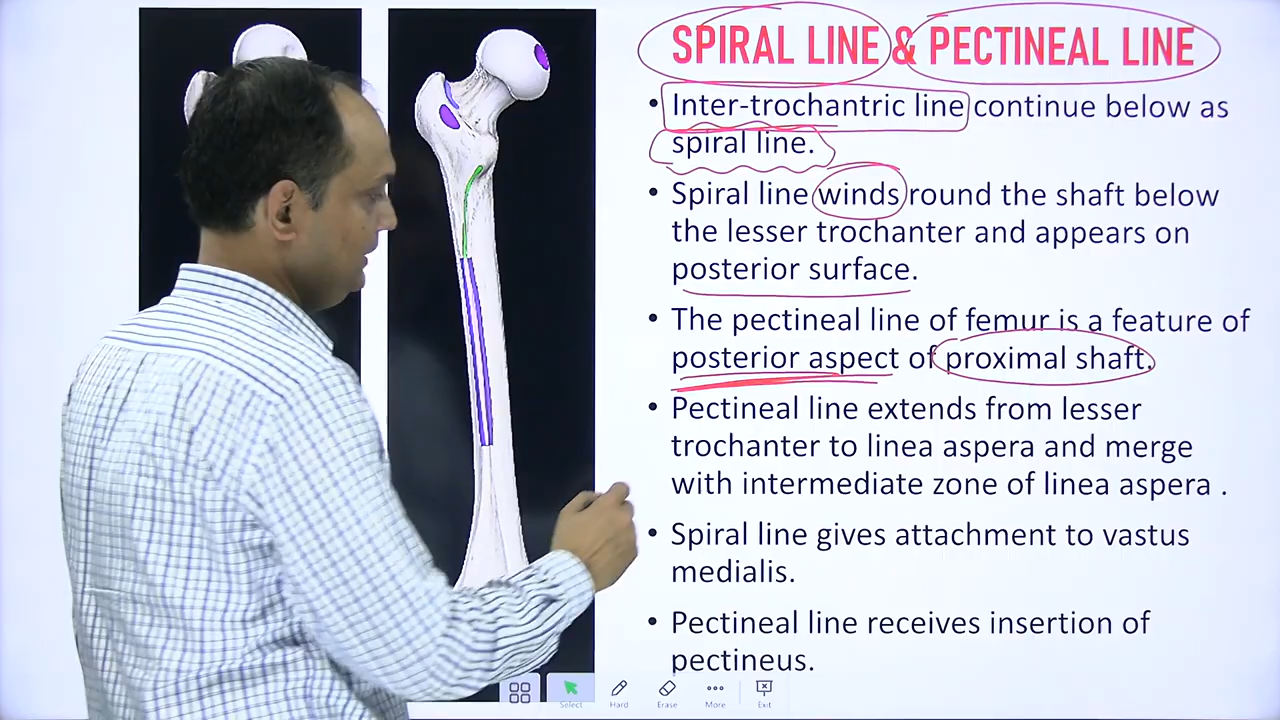 SPIRAL LINE & PECTINEAL LINE
• Inter-trochantric line continue below as
spiral line.
• Spiral line winds round the shaft below
the lesser trochanter and appears on
posterior surface.
• The pectineal line of femur is a feature of
posterior aspect of proximal shaft.
• Pectineal line extends from lesser
trochanter to linea aspera and merge
with intermediate zone of linea aspera .
• Spiral line gives attachment to vastus
medialis.
• Pectineal line receives insertion of
pectineus.
Select Hard Erase More Exit